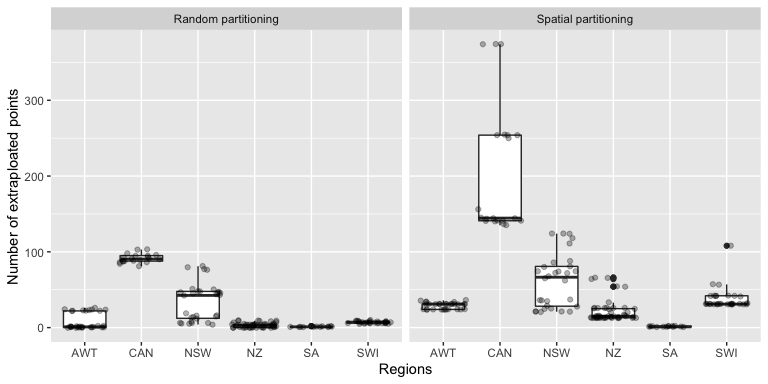 Random partitioning
Spatial partitioning
Number of extraploated points
300
200
100
0
AWT CAN NSW NZ SA SWI
AWT CAN NSW NZ SA SWI
Regions